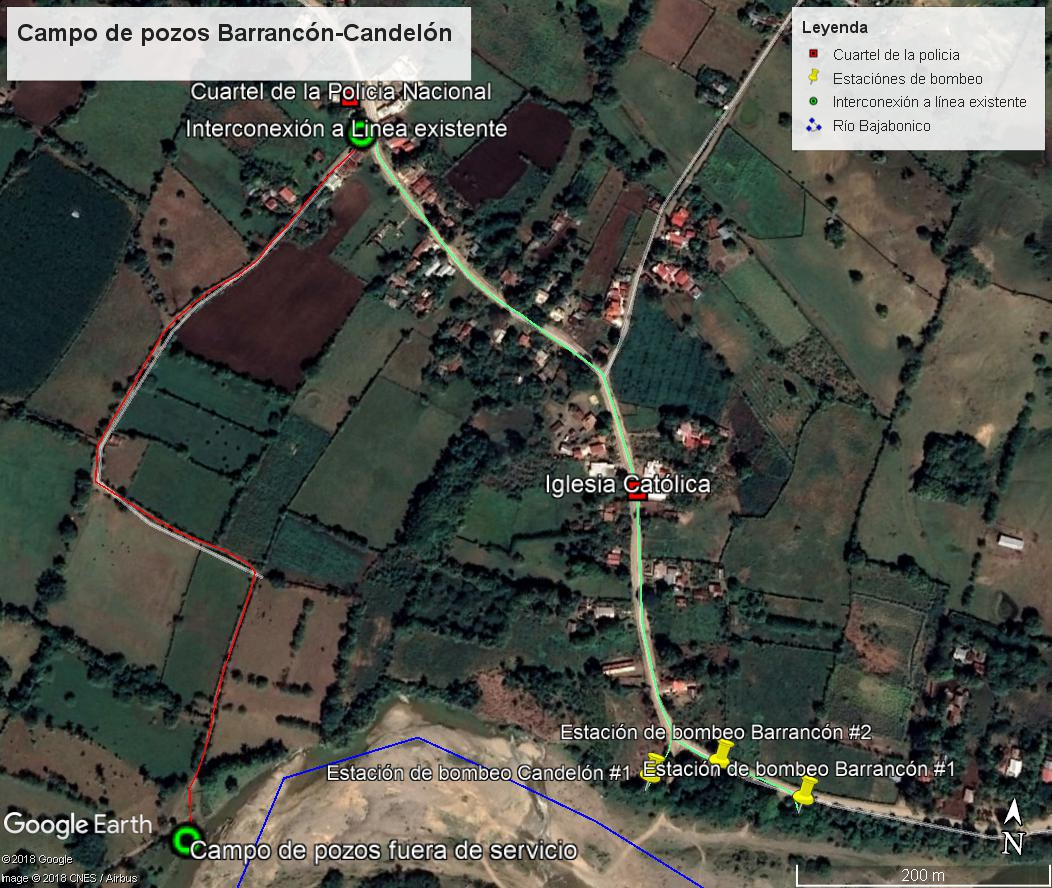 Campo de pozos Barrancón-Candelón
Leyenda
Cuartel de la policia
Estaciónes de bombeo
Interconexión a línea existente
Río Bajabonico
Cuartel de la Policia Nacional
Interconexión a Linea existente
Iglesia Católica
Estación de bombeo Barrancón #2
Estación de bombeo Candelón #1
Estación de bombeo Barrancón #1
Google Earth
Campo de pozos fuera de servicio
©2018 Google
Image © 2018 CNES / Airbus
N
200 m